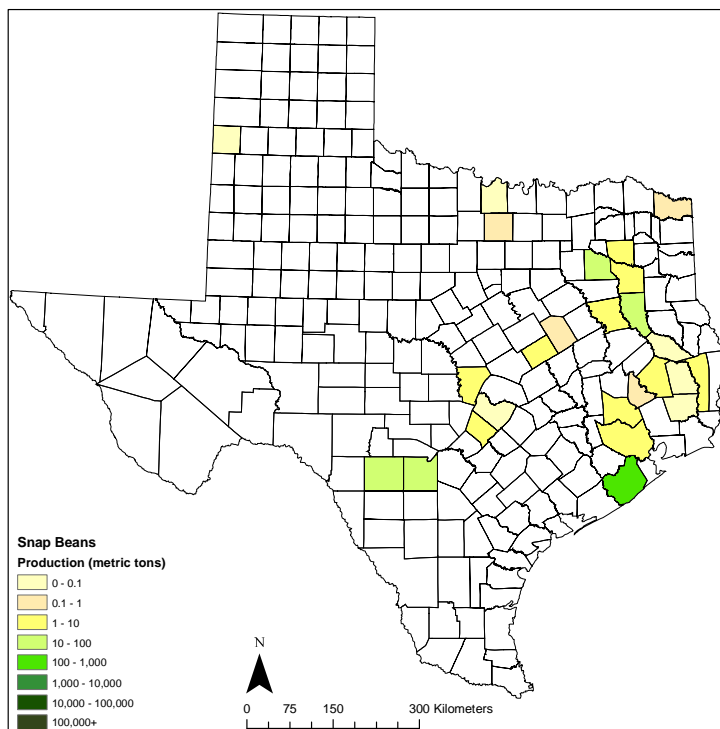 Snap Beans
Production (metric tons)
0 - 0.1
0.1 - 1
1 - 10
10 - 100
100 - 1,000
1,000 - 10,000
10,000 - 100,000
100,000+
N
0 75 150 300 Kilometers